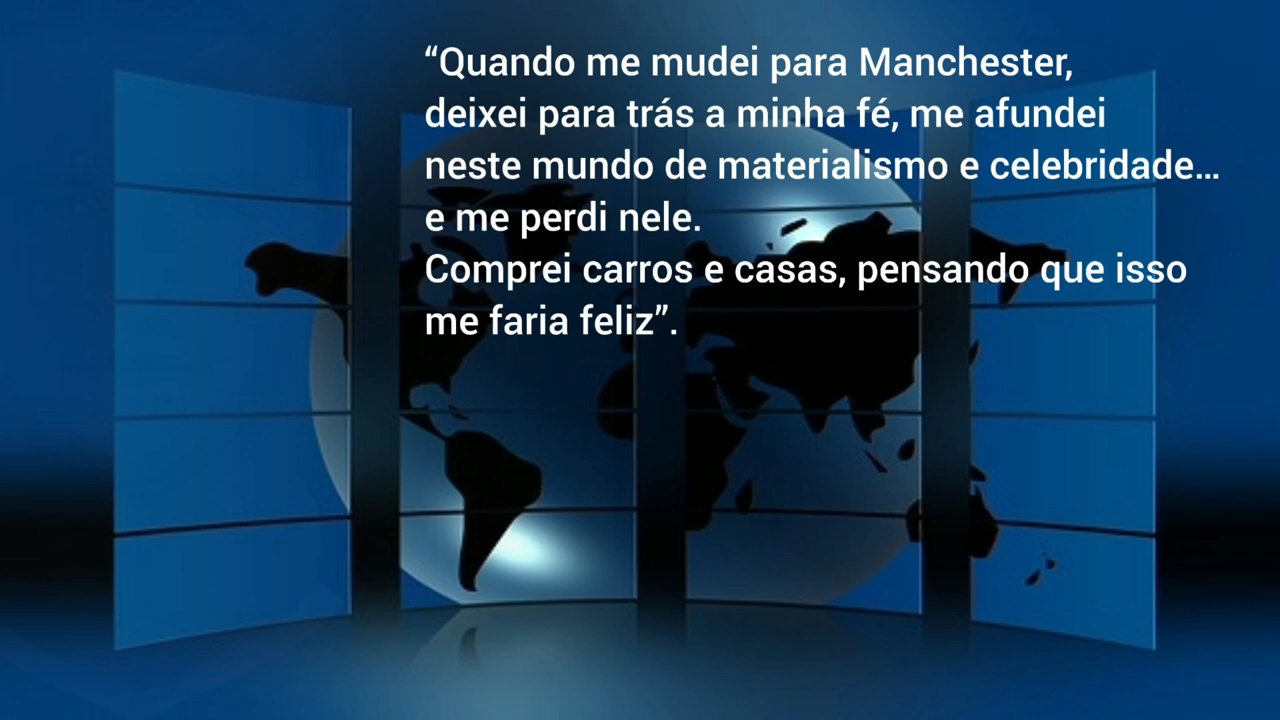 “Quando me mudei para Manchester,
deixei para trás a minha fé, me afundei
neste mundo de materialismo e celebridade...
e me perdi nele.
Comprei carros e casas, pensando que isso
me faria feliz”.